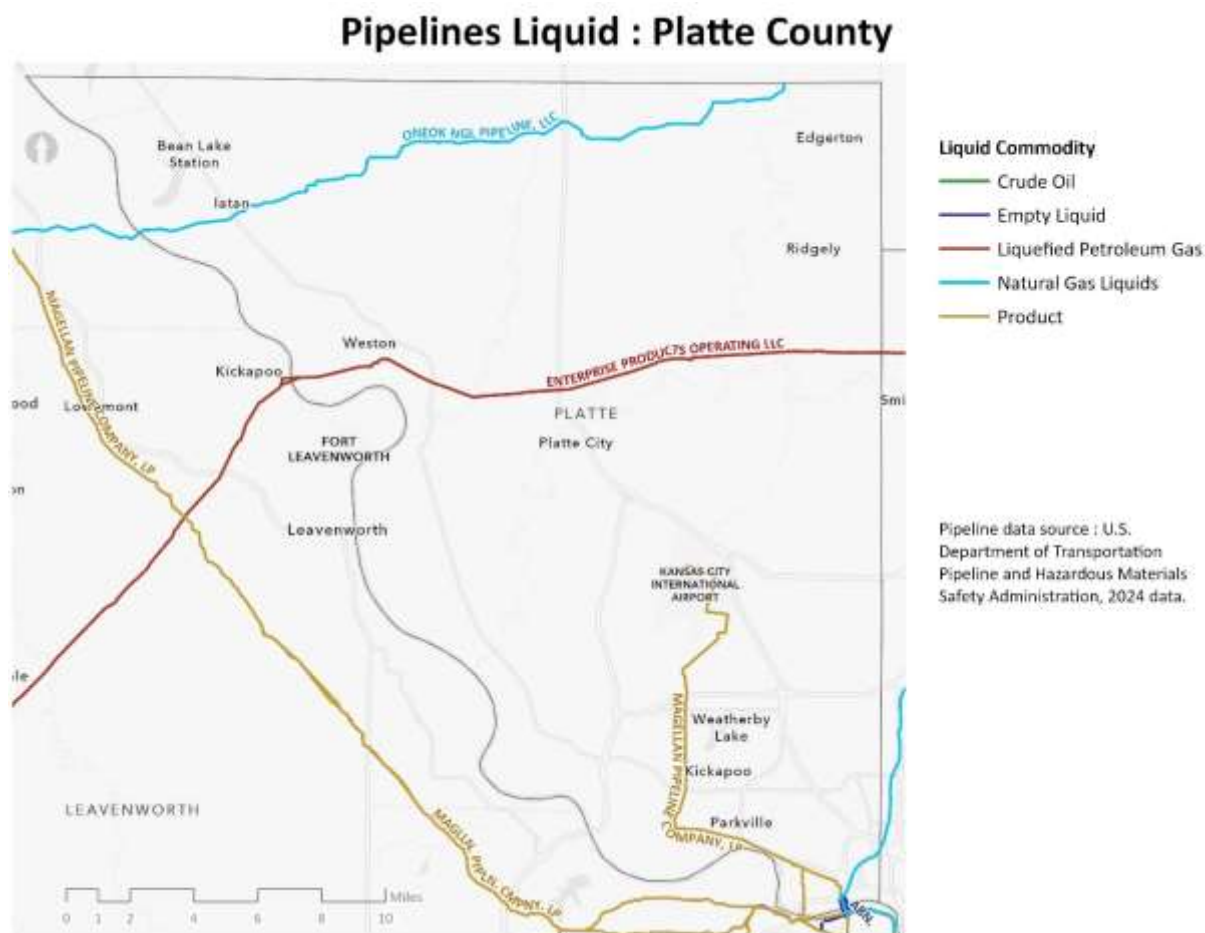 Pipelines Liquid : Platte County
ONEOK NGL PIPELINE, LLC
Bean Lake
Station
Edgerton
Iatan
Ridgely
MAGELLAN PIPELINE COMPANY, LP
Weston
Kickapoo
ENTERPRISE PRODUCTS OPERATING LLC
ood
Lowemont
Smi
PLATTE
Platte City
FORT
LEAVENWORTH
on
Leavenworth
KANSAS CITY
INTERNATIONAL
AIRPORT
le
MAGELLAN PIPELINE
COMPANY, LP
Weatherby
Lake
Kickapoo
LEAVENWORTH
Parkville
MAGLLN. PIPLN. CMPNY. LP
Miles
0 1 2 4 6 8 10
Liquid Commodity
Crude Oil
Empty Liquid
Liquefied Petroleum Gas
Natural Gas Liquids
Product
Pipeline data source : U.S.
Department of Transportation
Pipeline and Hazardous Materials
Safety Administration, 2024 data.